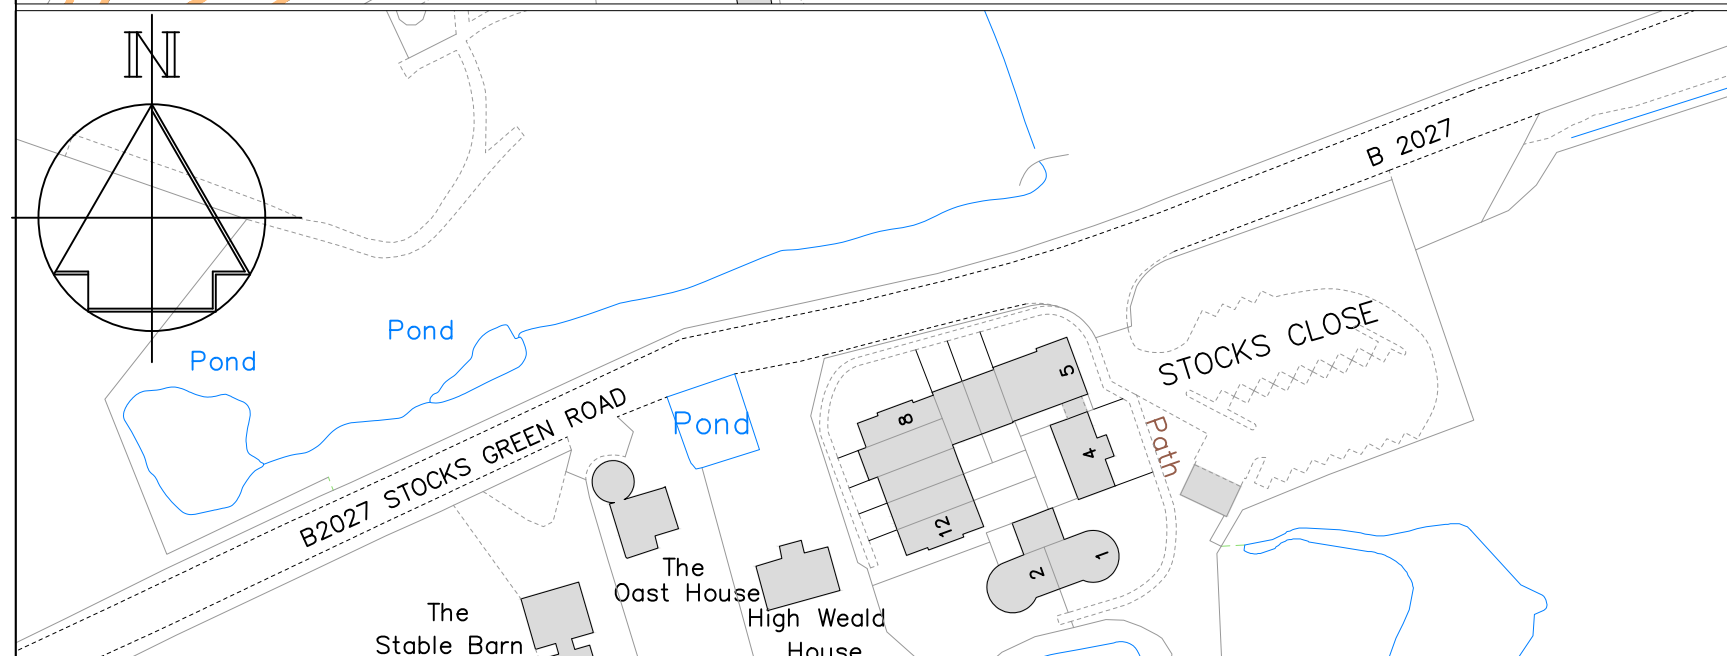 N
B 2027
Pond
Pond
STOCKS CLOSE
B2027 STOCKS GREEN ROAD
Pond
5
8
4
Path
12
1
2
The
Oast House
High Weald
House
The
Stable Barn